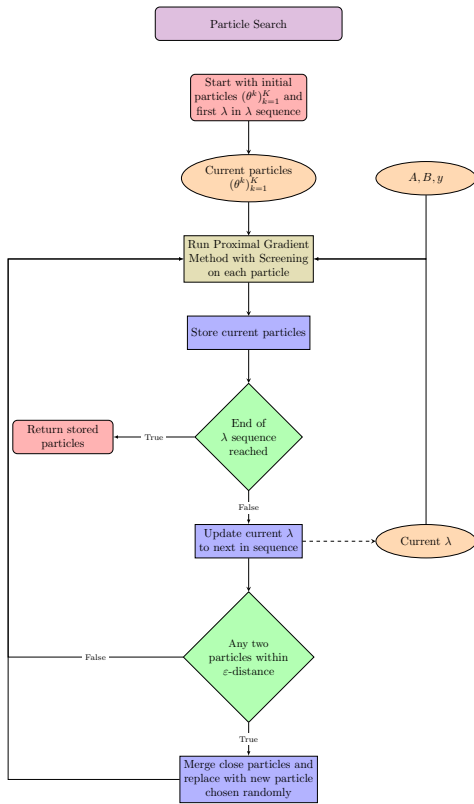 Particle Search
Start with initial
particles (θ^k)_{k=1}^K and
first λ in λ sequence
Current particles
(θ^k)_{k=1}^K
A, B, y
Run Proximal Gradient
Method with Screening
on each particle
Store current particles
End of
λ sequence
reached
True
Return stored
particles
False
Update current λ
to next in sequence
Current λ
Any two
particles within
ε-distance
False
True
Merge close particles and
replace with new particle
chosen randomly